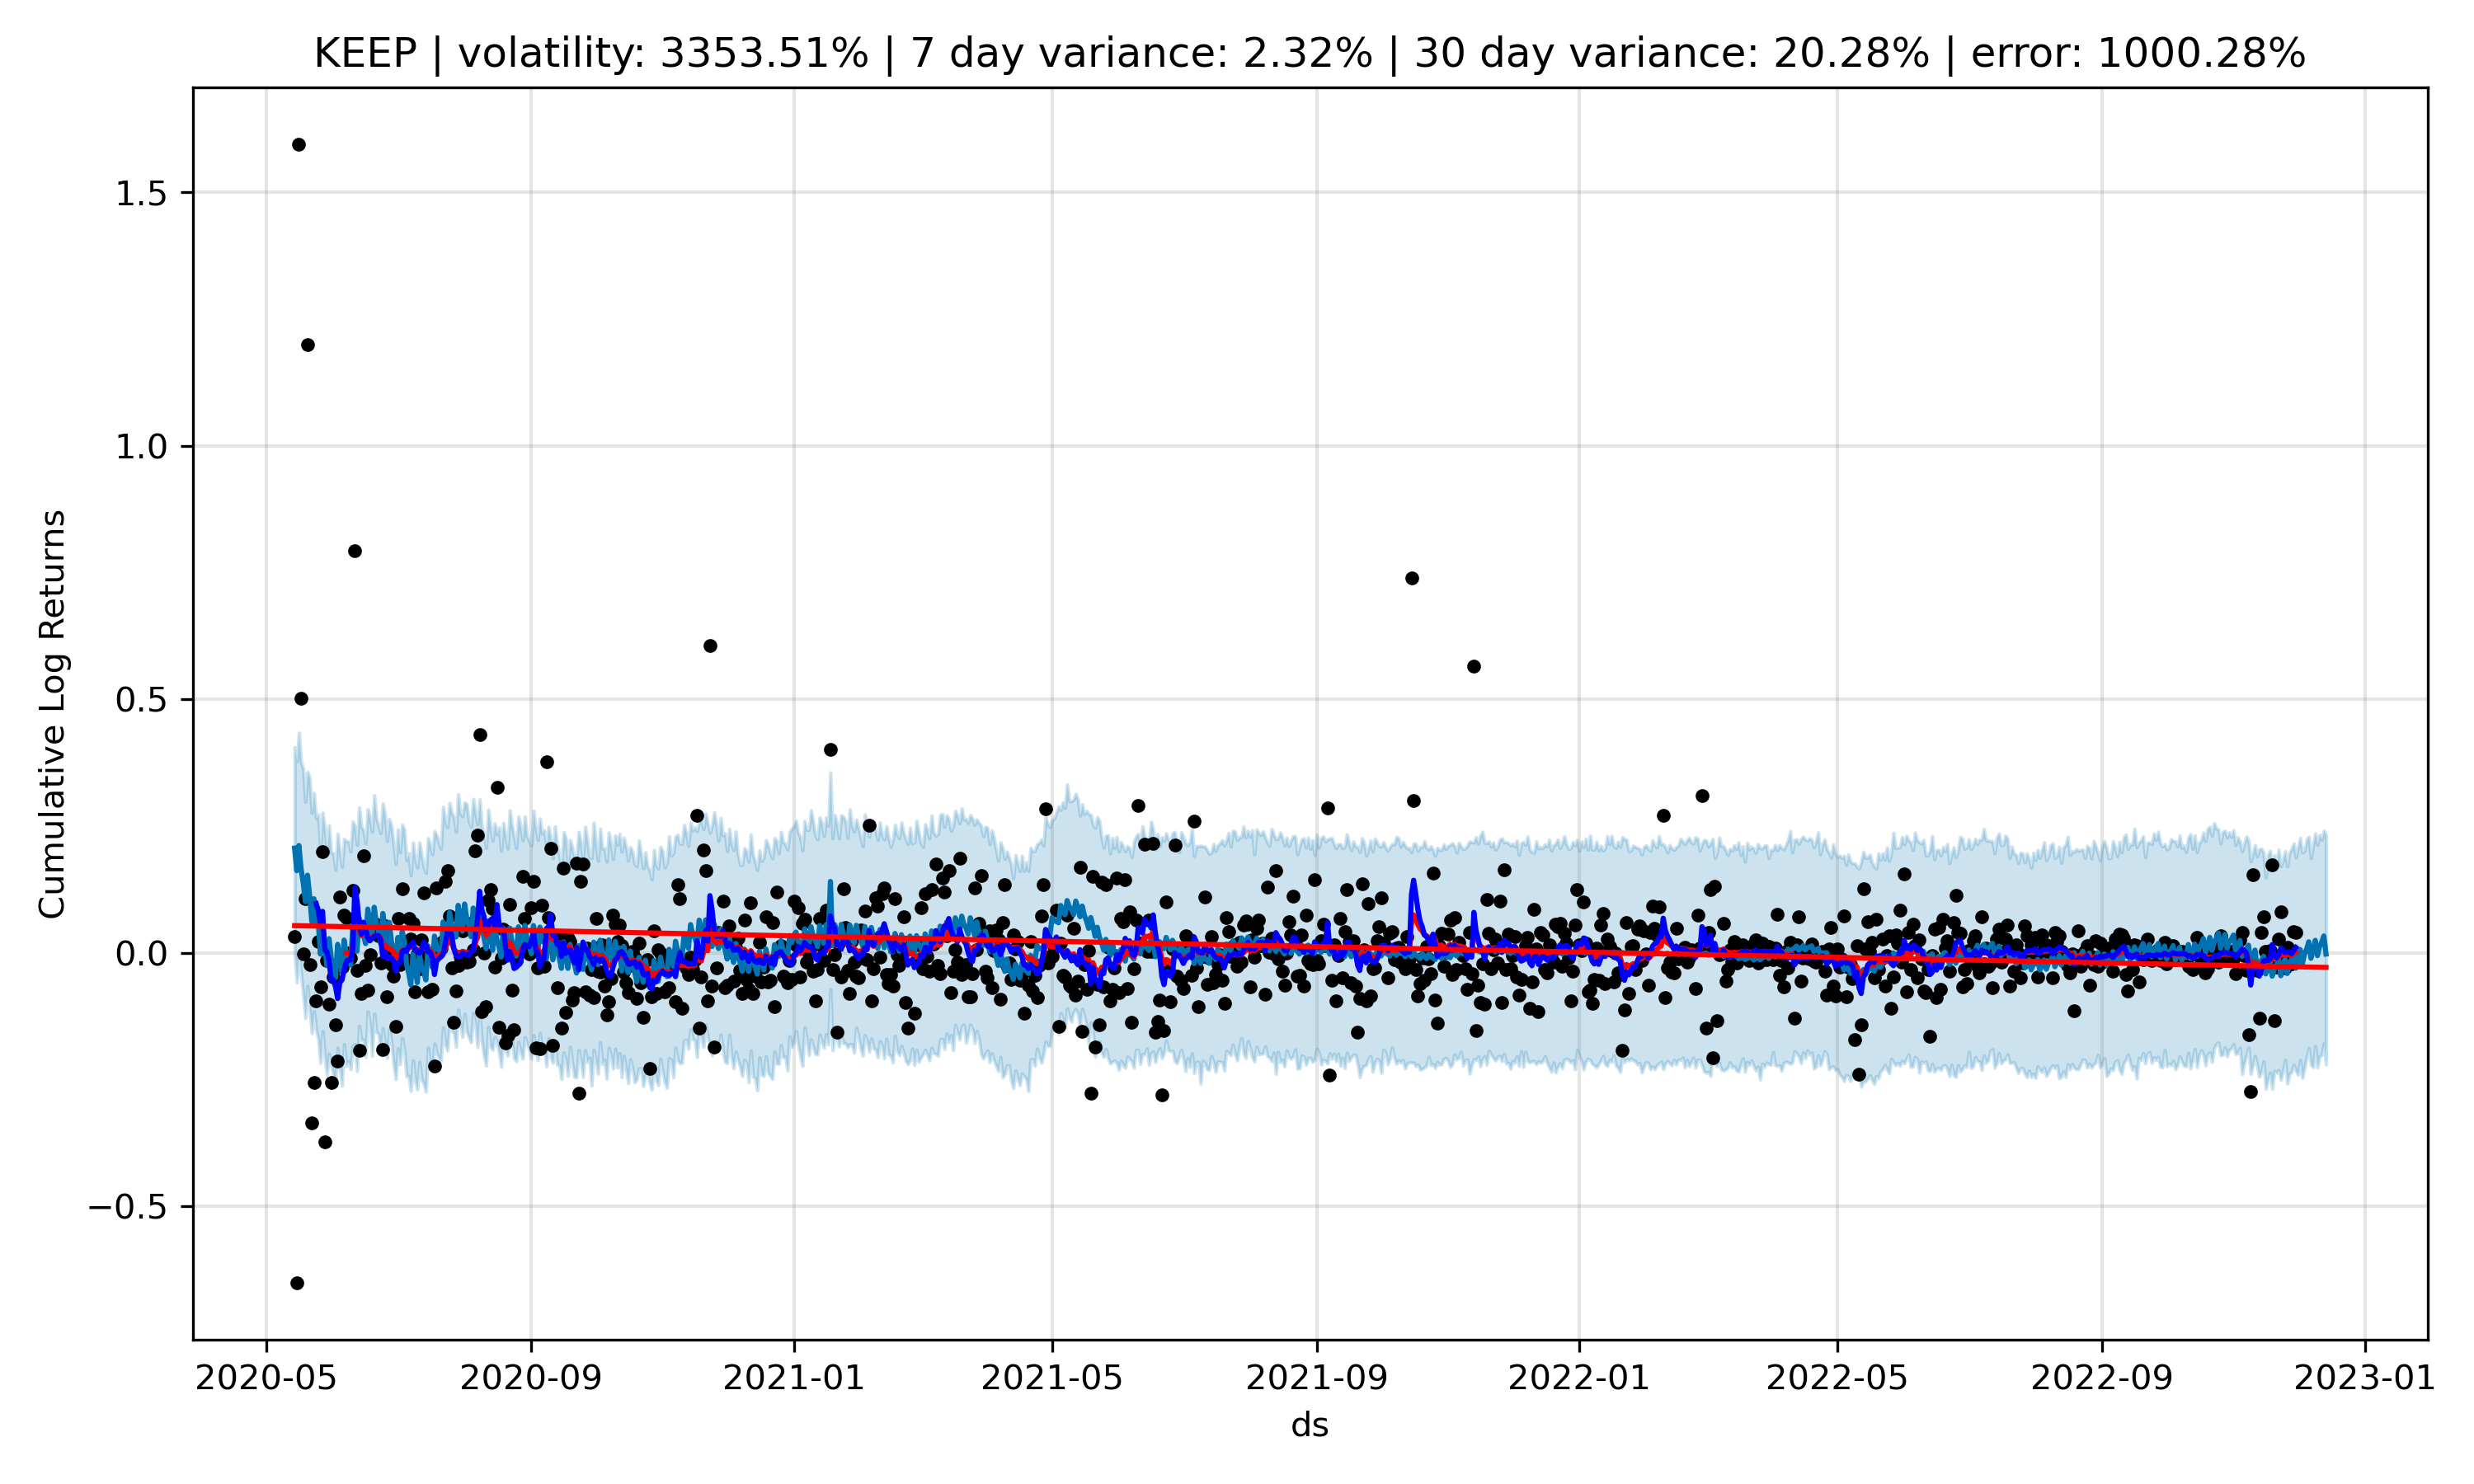 KEEP | volatility: 3353.51% | 7 day variance: 2.32% | 30 day variance: 20.28% | error: 1000.28%
Cumulative Log Returns
1.5
1.0
0.5
0.0
−0.5
2020-05 2020-09 2021-01 2021-05 2021-09 2022-01 2022-05 2022-09 2023-01
ds